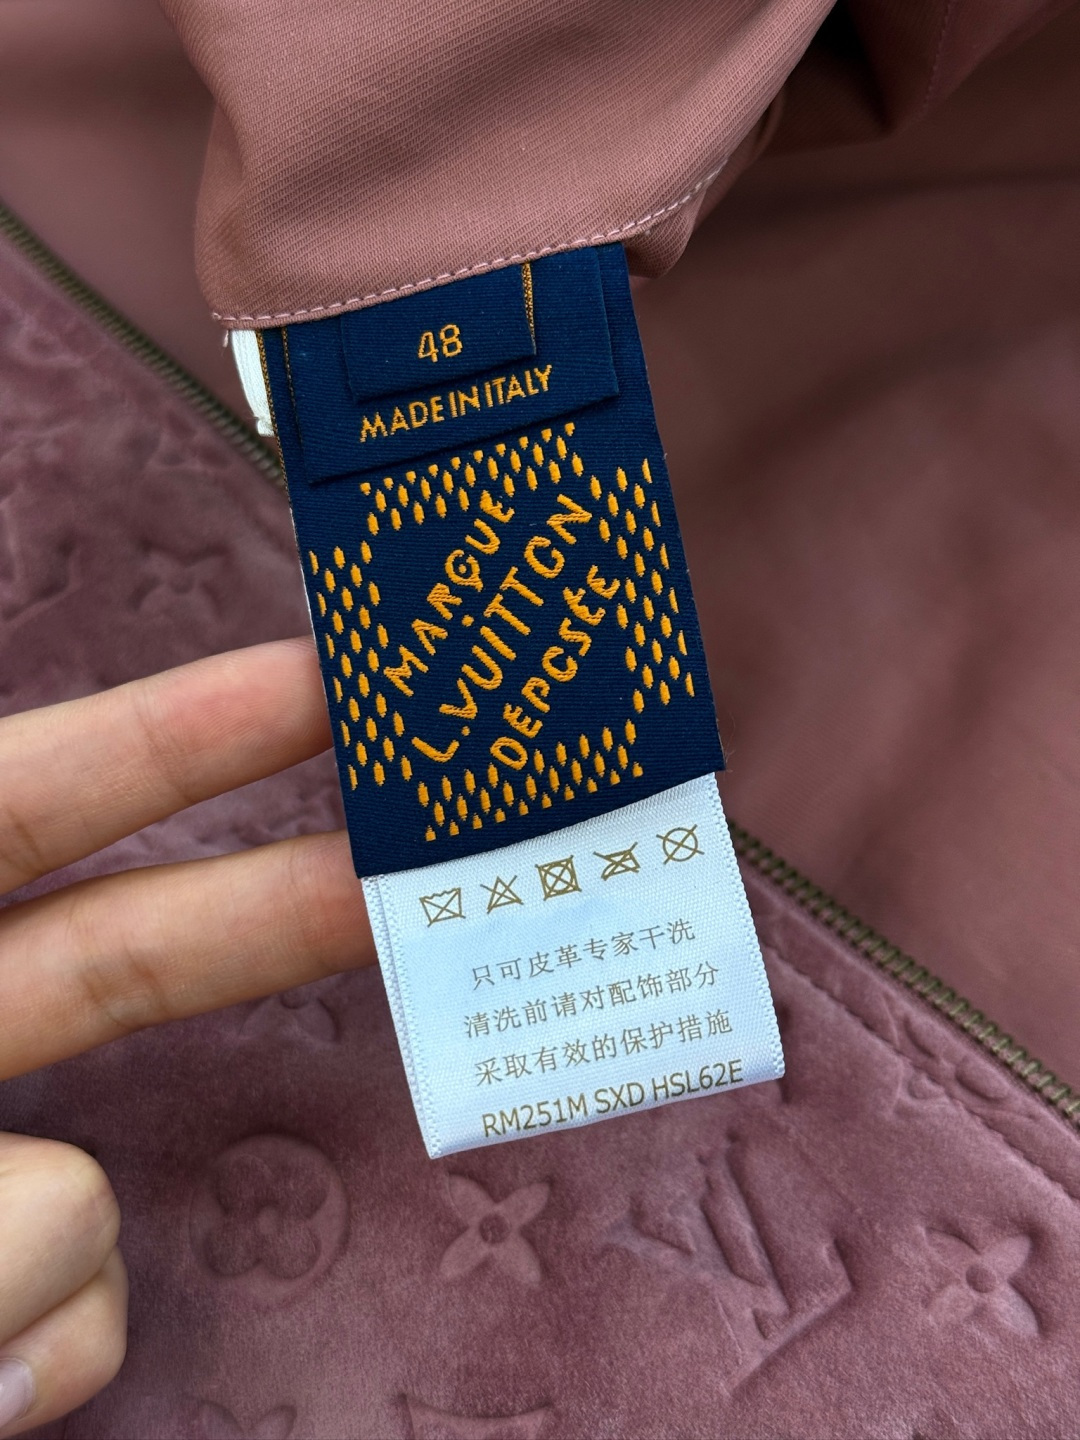 48
MADE IN ITALY
MARQUE
L.VUITTON
DEPOSÉE
只可皮革专家干洗
清洗前请对配饰部分
采取有效的保护措施
RM251M SXD HSL62E